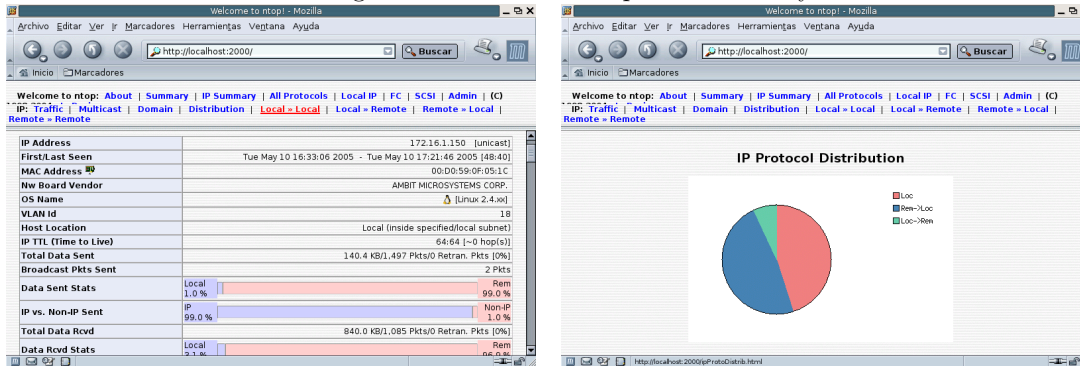 Welcome to ntop! - Mozilla
Archivo Editar Ver Ir Marcadores Herramientas Ventana Ayuda
http://localhost:2000/ Buscar
Inicio Marcadores
Welcome to ntop: About | Summary | IP Summary | All Protocols | Local IP | FC | SCSI | Admin | (C)
IP: Traffic | Multicast | Domain | Distribution | Local » Local | Local » Remote | Remote » Local |
Remote » Remote
IP Address 172.16.1.150 [unicast]
First/Last Seen Tue May 10 16:33:06 2005 - Tue May 10 17:21:46 2005 [48:40]
MAC Address 00:D0:59:0F:05:1C
Nw Board Vendor AMBIT MICROSYSTEMS CORP.
OS Name [Linux 2.4.xx]
VLAN Id 18
Host Location Local (inside specified/local subnet)
IP TTL (Time to Live) 64:64 [~0 hop(s)]
Total Data Sent 140.4 KB/1,497 Pkts/0 Retran. Pkts [0%]
Broadcast Pkts Sent 2 Pkts
Data Sent Stats Local 1.0 % Rem 99.0 %
IP vs. Non-IP Sent IP 99.0 % Non-IP 1.0 %
Total Data Rcvd 840.0 KB/1,085 Pkts/0 Retran. Pkts [0%]
Data Rcvd Stats Local Rem
Welcome to ntop! - Mozilla
Archivo Editar Ver Ir Marcadores Herramientas Ventana Ayuda
http://localhost:2000/ Buscar
Inicio Marcadores
Welcome to ntop: About | Summary | IP Summary | All Protocols | Local IP | FC | SCSI | Admin | (C)
IP: Traffic | Multicast | Domain | Distribution | Local » Local | Local » Remote | Remote » Local |
Remote » Remote
IP Protocol Distribution
Loc
Rem->Loc
Loc->Rem
http://localhost:2000/ipProtoDistrib.html